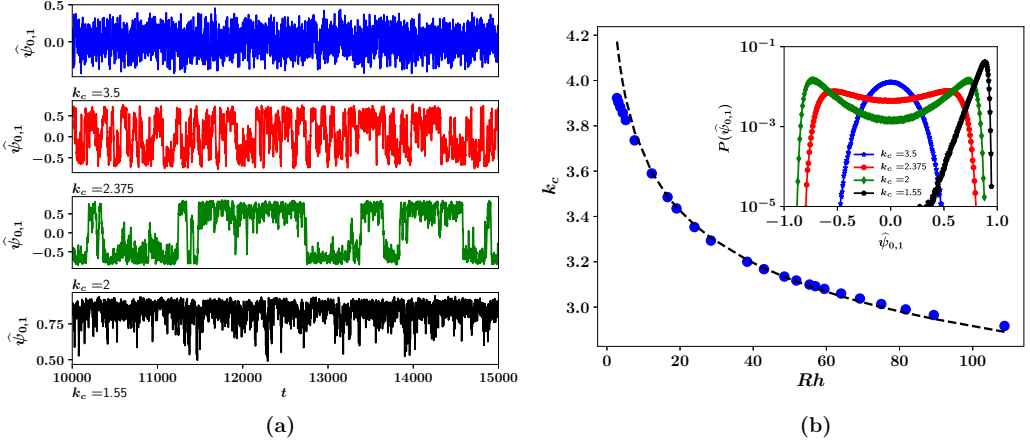 0.5
0.0
ψ̂0,1
k_c =3.5
0.5
0.0
−0.5
ψ̂0,1
k_c =2.375
0.5
0.0
−0.5
ψ̂0,1
k_c =2
0.75
0.50
ψ̂0,1
10000 11000 12000 13000 14000 15000
k_c =1.55
t
(a)
4.2
4.0
3.8
3.6
3.4
3.2
3.0
k_c
0 20 40 60 80 100
Rh
10⁻¹
10⁻³
10⁻⁵
P(ψ̂0,1)
k_c =3.5
k_c =2.375
k_c =2
k_c =1.55
−1.0 −0.5 0.0 0.5 1.0
ψ̂0,1
(b)